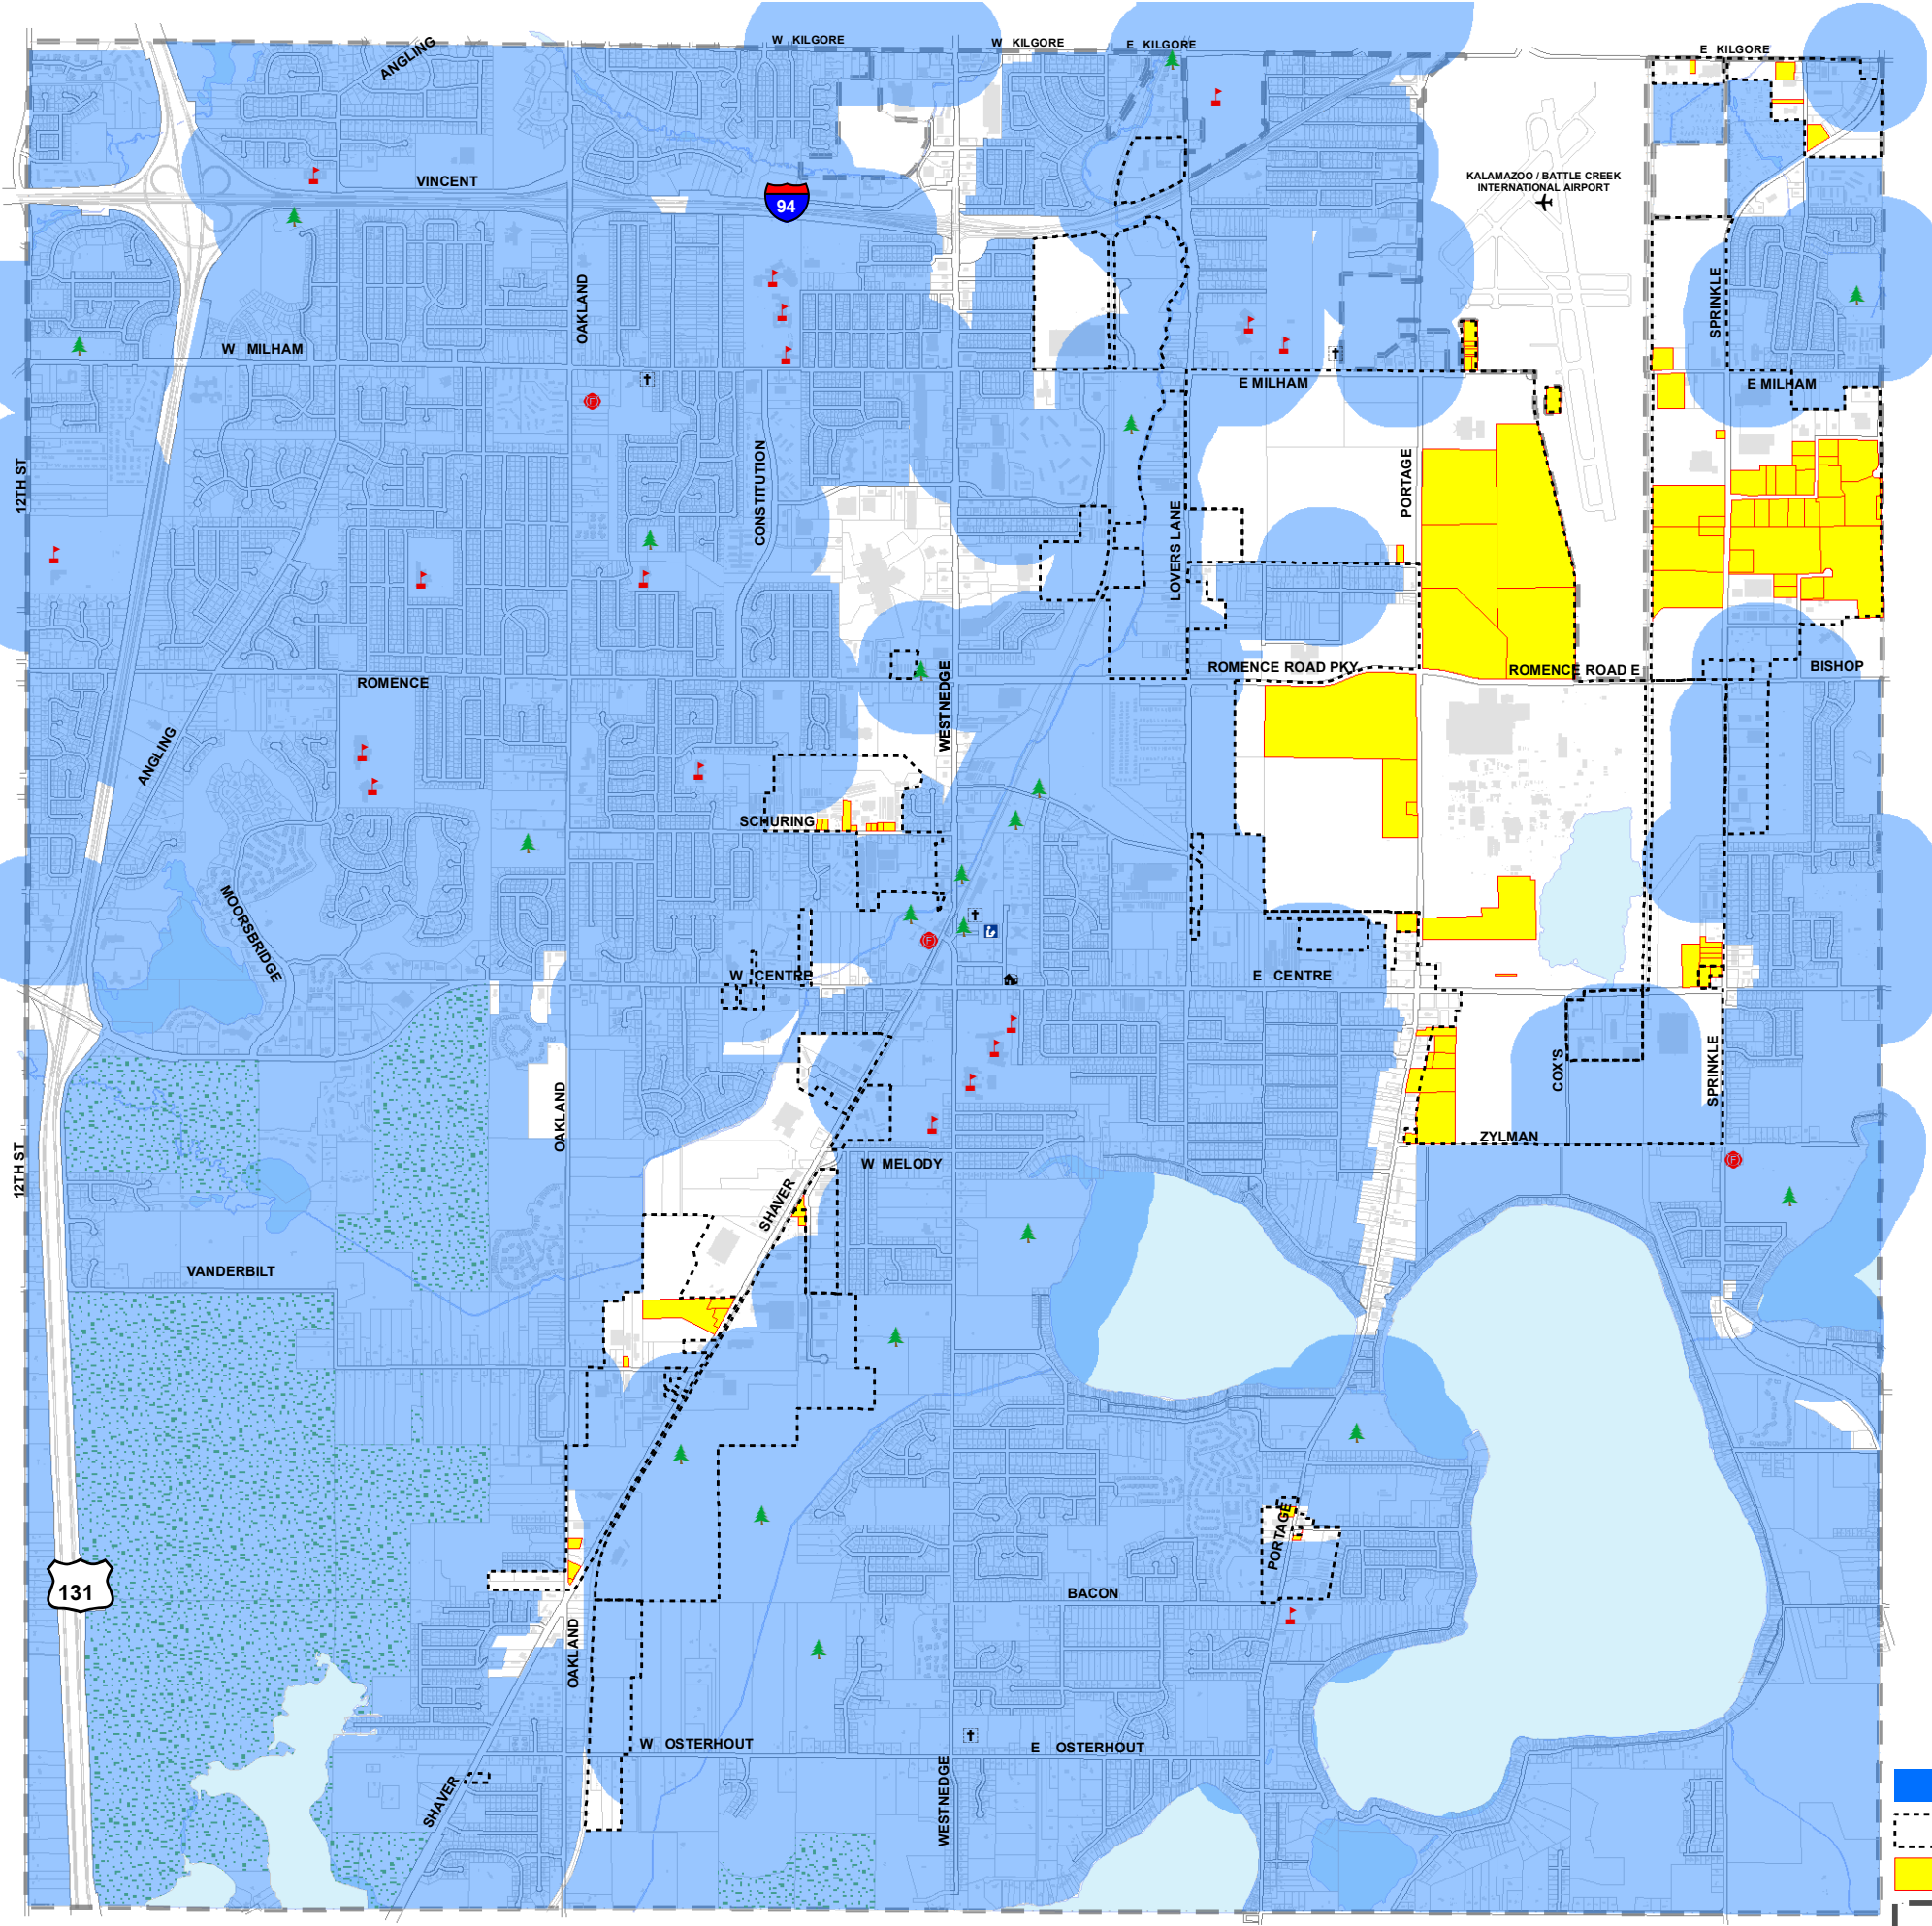 W KILGORE
W KILGORE
E KILGORE
E KILGORE
ANGLING
KALAMAZOO / BATTLE CREEK
INTERNATIONAL AIRPORT
VINCENT
94
OAKLAND
SPRINKLE
W MILHAM
E MILHAM
E MILHAM
12TH ST
CONSTITUTION
PORTAGE
LOVERS LANE
ROMENCE
WESTNEDGE
ROMENCE ROAD PKY
ROMENCE ROAD E
BISHOP
ANGLING
SCHURING
MOORSBRIDGE
W CENTRE
E CENTRE
OAKLAND
COX'S
SPRINKLE
12TH ST
W MELODY
ZYLMAN
SHAVER
VANDERBILT
PORTAGE
131
BACON
OAKLAND
W OSTERHOUT
E OSTERHOUT
SHAVER
WESTNEDGE